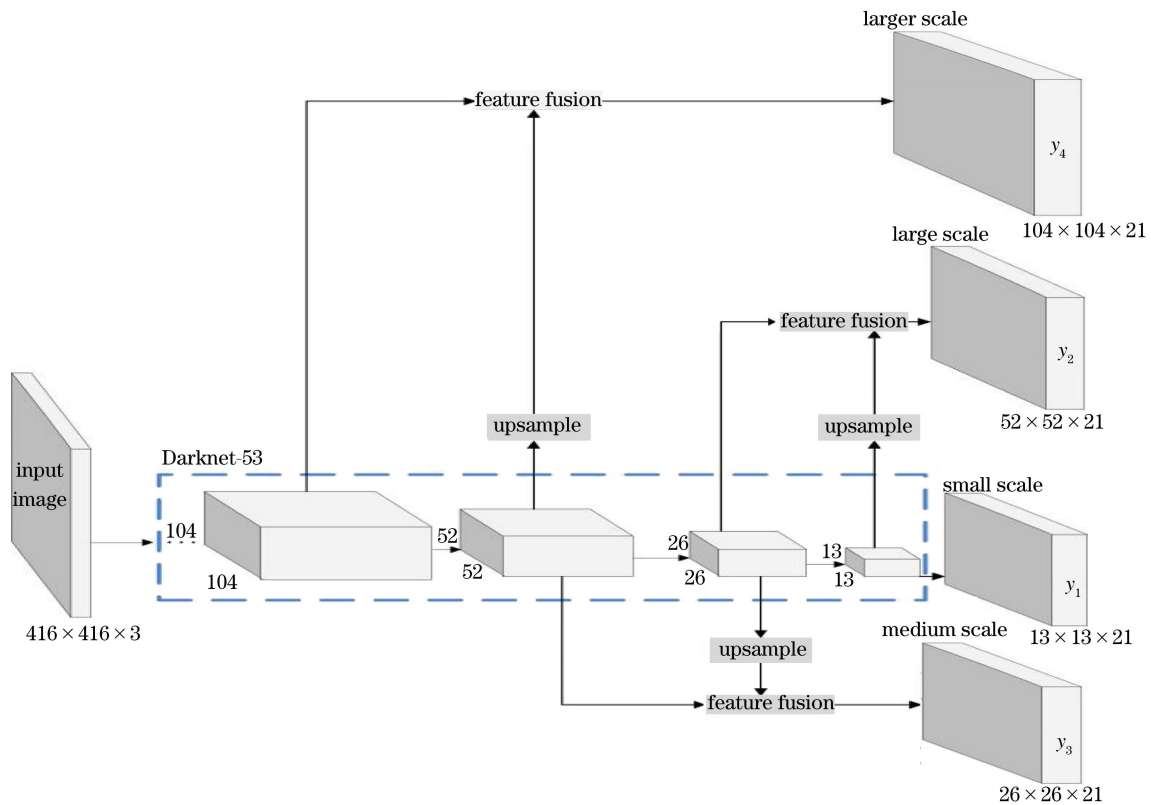 larger scale
feature fusion
y4
104 × 104 × 21
large scale
feature fusion
y2
52 × 52 × 21
upsample
upsample
Darknet-53
input
image
416 × 416 × 3
104
104
52
52
26
26
13
13
small scale
y1
13 × 13 × 21
medium scale
upsample
feature fusion
y3
26 × 26 × 21